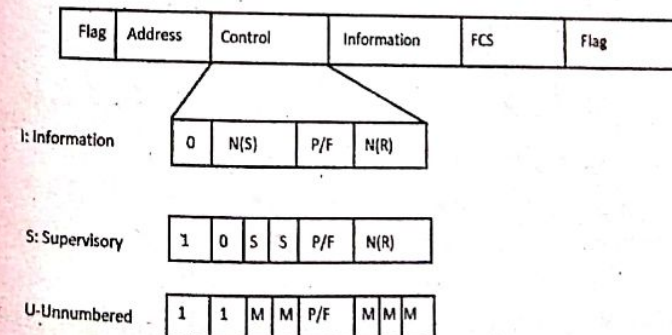 Flag Address Control Information FCS Flag
I: Information 0 N(S) P/F N(R)
S: Supervisory 1 0 S S P/F N(R)
U-Unnumbered 1 1 M M P/F M M M